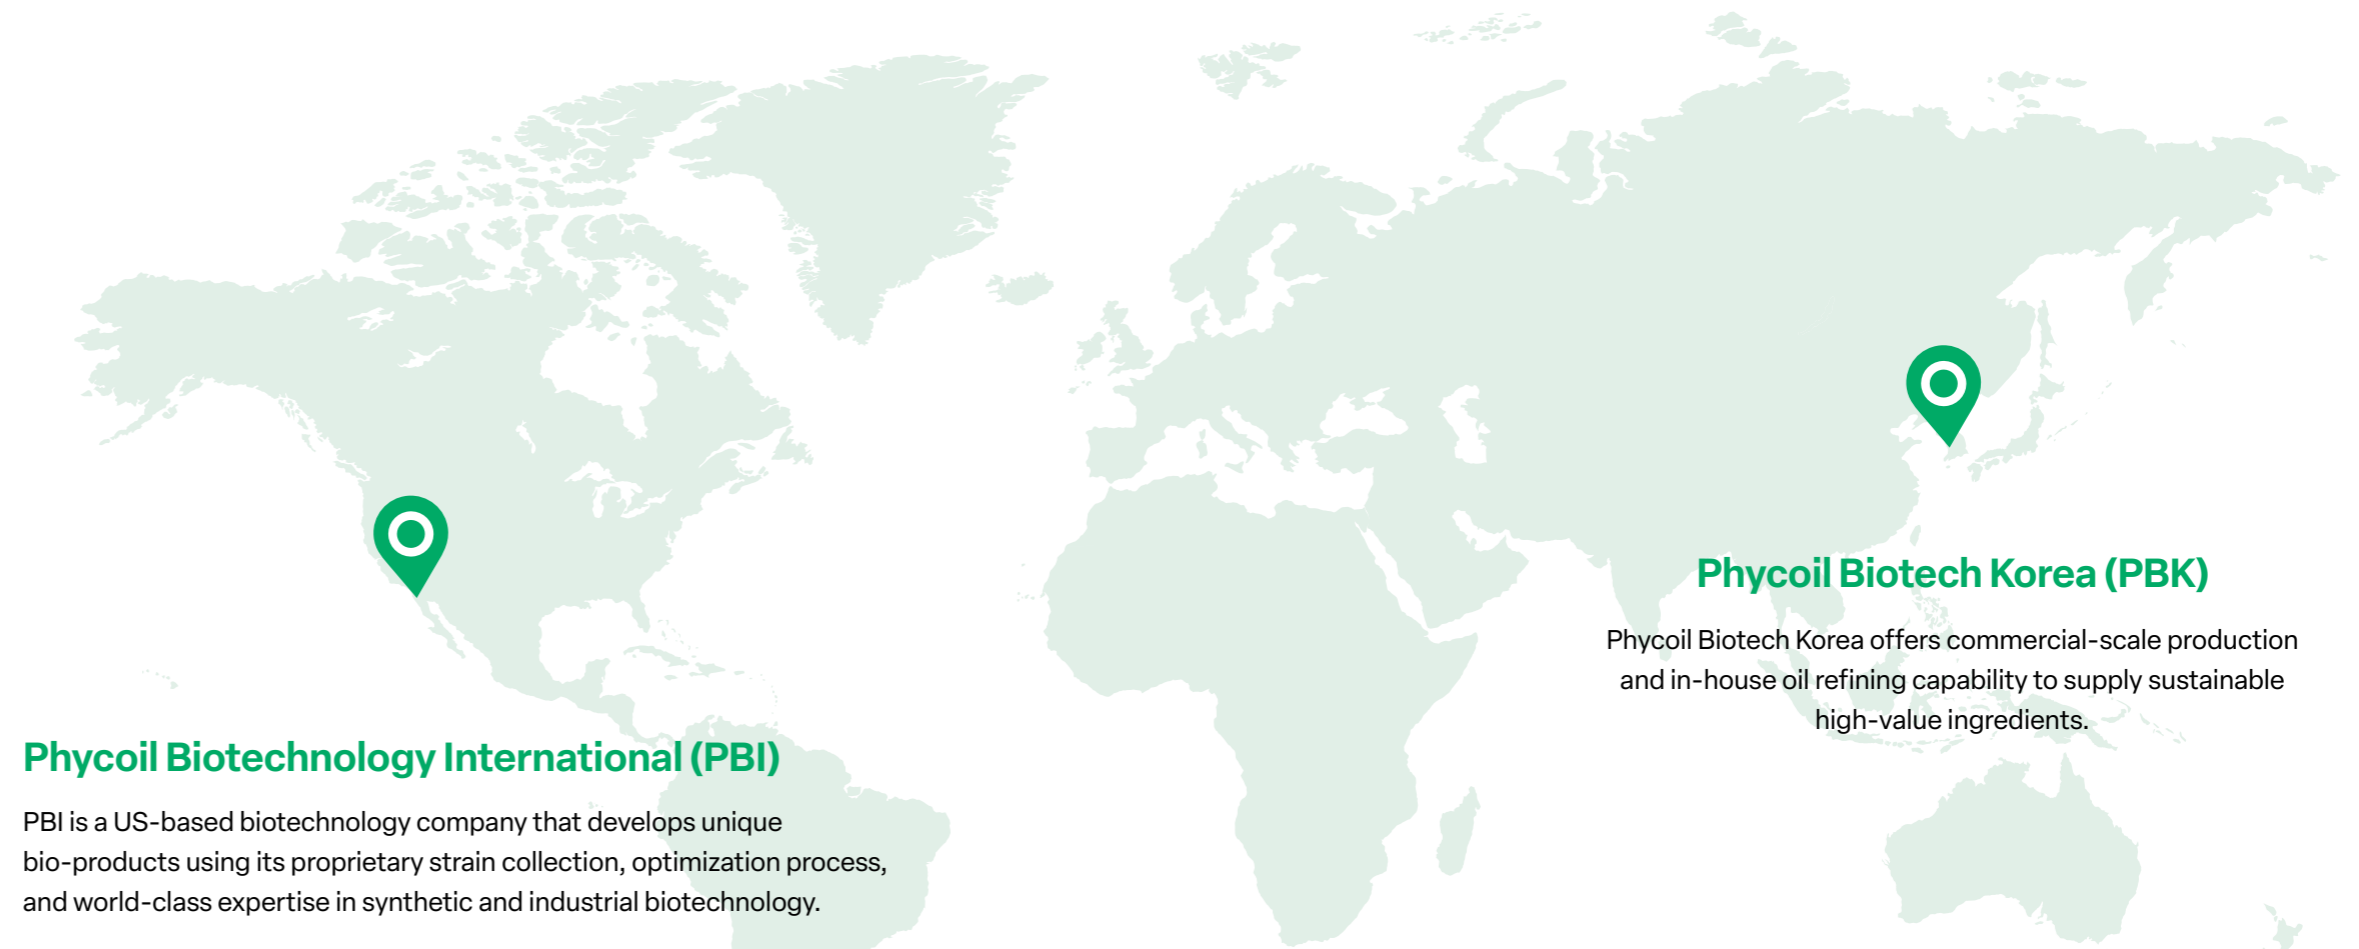 Phycoil Biotech Korea (PBK)
Phycoil Biotech Korea offers commercial-scale production
and in-house oil refining capability to supply sustainable
high-value ingredients.
Phycoil Biotechnology International (PBI)
PBI is a US-based biotechnology company that develops unique
bio-products using its proprietary strain collection, optimization process,
and world-class expertise in synthetic and industrial biotechnology.